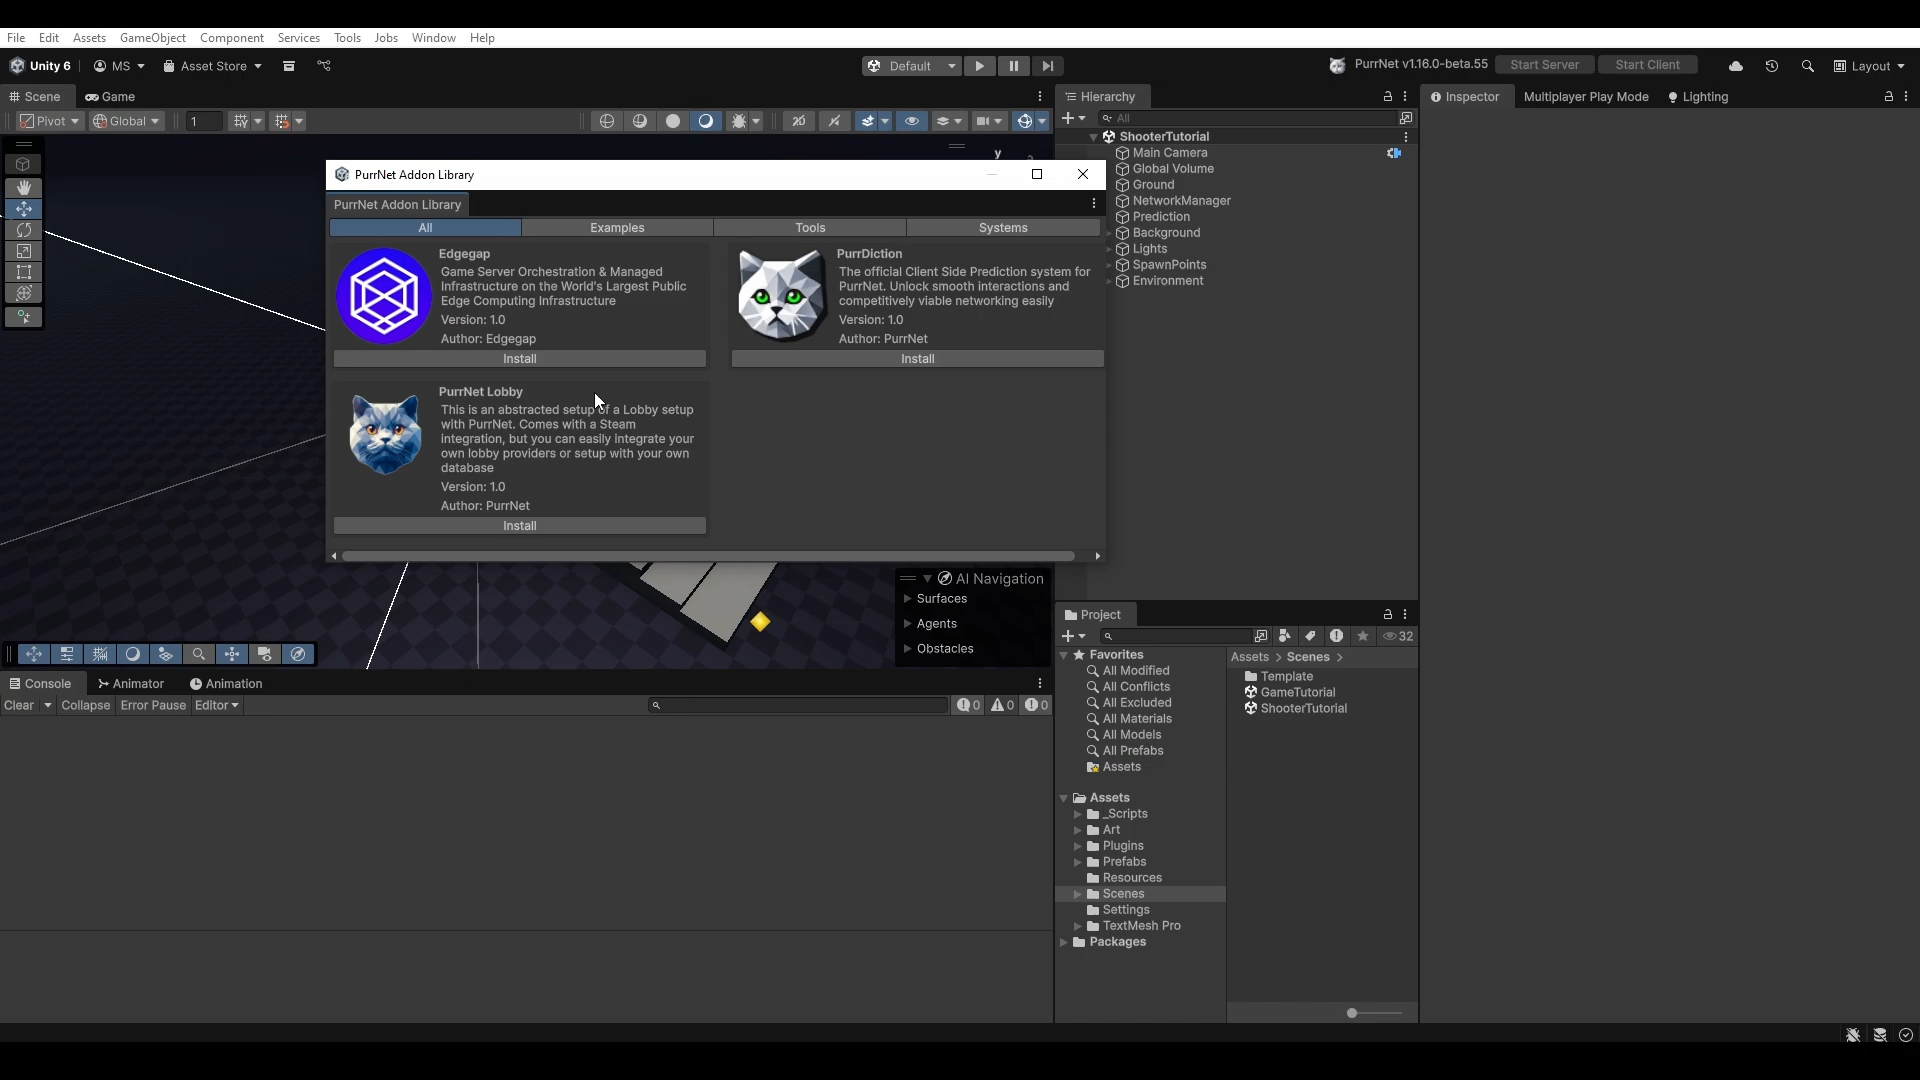 File Edit Assets GameObject Component Services Tools Jobs Window Help
Unity 6 MS Asset Store Default PurrNet v1.16.0-beta.55 Start Server Start Client Layout
Scene Game
Pivot Global 1 2D
y
PurrNet Addon Library
PurrNet Addon Library
All Examples Tools Systems
Edgegap
Game Server Orchestration & Managed
Infrastructure on the World's Largest Public
Edge Computing Infrastructure
Version: 1.0
Author: Edgegap
Install
PurrDiction
The official Client Side Prediction system for
PurrNet. Unlock smooth interactions and
competitively viable networking easily
Version: 1.0
Author: PurrNet
Install
PurrNet Lobby
This is an abstracted setup of a Lobby setup
with PurrNet. Comes with a Steam
integration, but you can easily integrate your
own lobby providers or setup with your own
database
Version: 1.0
Author: PurrNet
Install
AI Navigation
Surfaces
Agents
Obstacles
Hierarchy
All
ShooterTutorial
Main Camera
Global Volume
Ground
NetworkManager
Prediction
Background
Lights
SpawnPoints
Environment
Inspector Multiplayer Play Mode Lighting
Console Animator Animation
Clear Collapse Error Pause Editor 0 0 0
Project
32
Favorites
All Modified
All Conflicts
All Excluded
All Materials
All Models
All Prefabs
Assets
Assets
_Scripts
Art
Plugins
Prefabs
Resources
Scenes
Settings
TextMesh Pro
Packages
Assets > Scenes >
Template
GameTutorial
ShooterTutorial